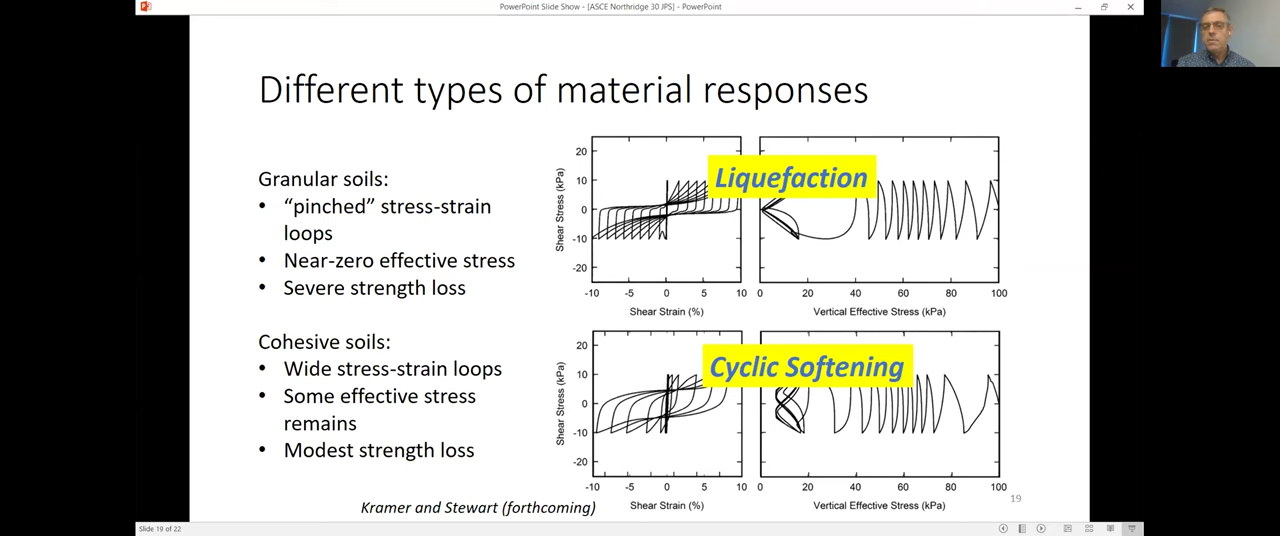 PowerPoint Slide Show - [ASCE Northridge 30 JPS] - PowerPoint
Different types of material responses
Granular soils:
• “pinched” stress-strain
loops
• Near-zero effective stress
• Severe strength loss
Cohesive soils:
• Wide stress-strain loops
• Some effective stress
remains
• Modest strength loss
Liquefaction
Shear Stress (kPa)
20
10
0
-10
-20
-10 -5 0 5 10
Shear Strain (%)
0 20 40 60 80 100
Vertical Effective Stress (kPa)
Cyclic Softening
Shear Stress (kPa)
20
10
0
-10
-20
-10 -5 0 5 10
Shear Strain (%)
0 20 40 60 80 100
Vertical Effective Stress (kPa)
Kramer and Stewart (forthcoming)
19
Slide 19 of 22